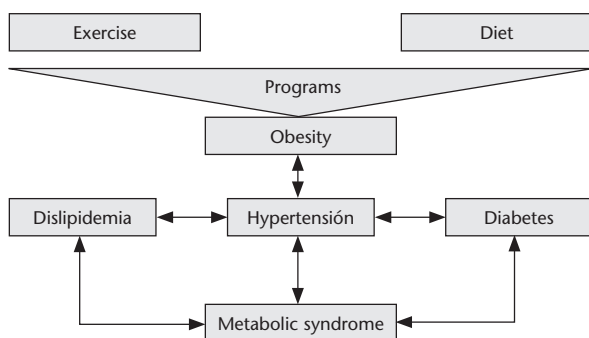 Exercise
Diet
Programs
Obesity
Dislipidemia
Hypertensión
Diabetes
Metabolic syndrome